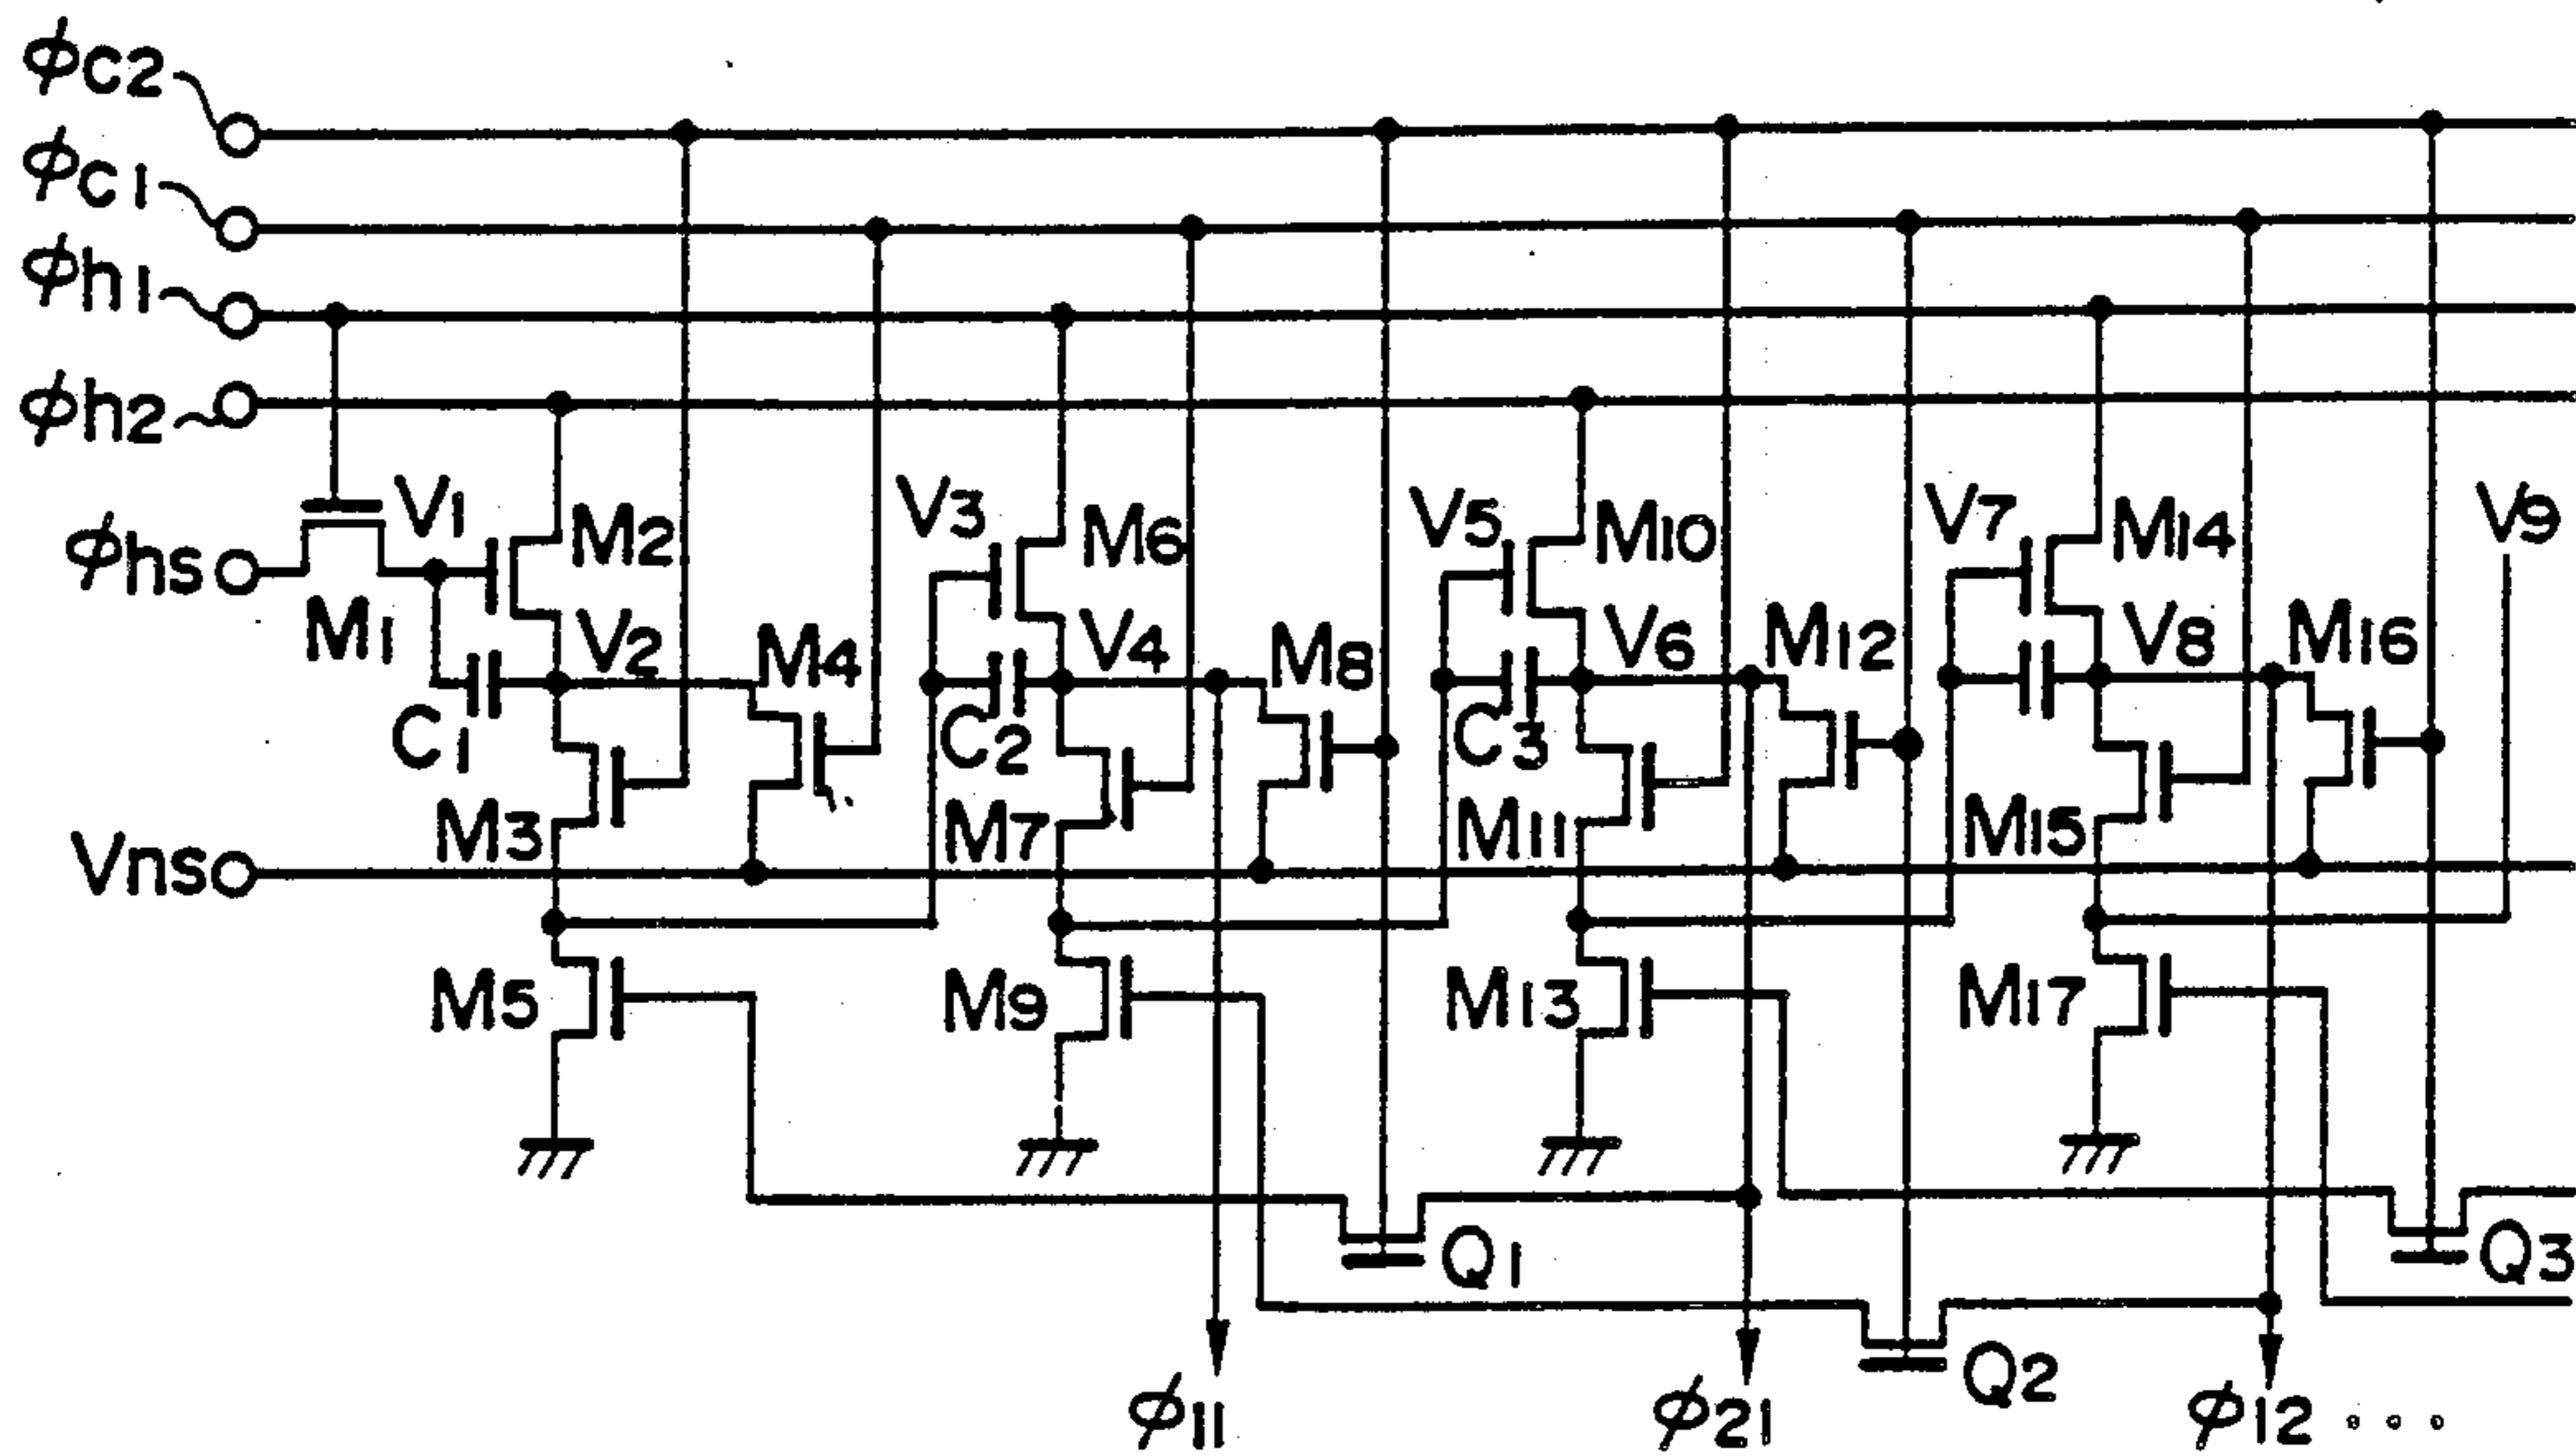 φc2
φc1
φh1
φh2
φhs
V1 M2 V3 M6 V5 M10 V7 M14 V9
M1 V2 M4 V4 M8 V6 M12 V8 M16
C1 C2 C3
M3 M7 M11 M15
Vns
M5 M9 M13 M17
Q1 Q3
Q2
φ11 φ21 φ12 ...